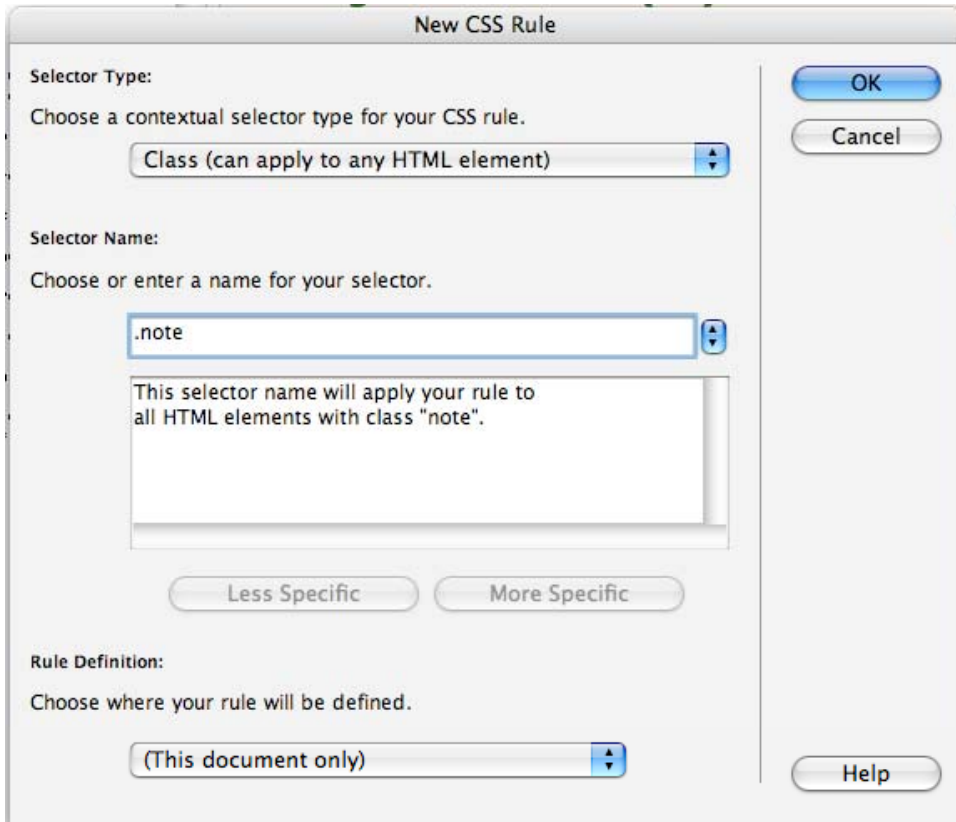 New CSS Rule
Selector Type:
OK
Choose a contextual selector type for your CSS rule.
Cancel
Class (can apply to any HTML element)
Selector Name:
Choose or enter a name for your selector.
.note
This selector name will apply your rule to
all HTML elements with class "note".
Less Specific
More Specific
Rule Definition:
Choose where your rule will be defined.
(This document only)
Help